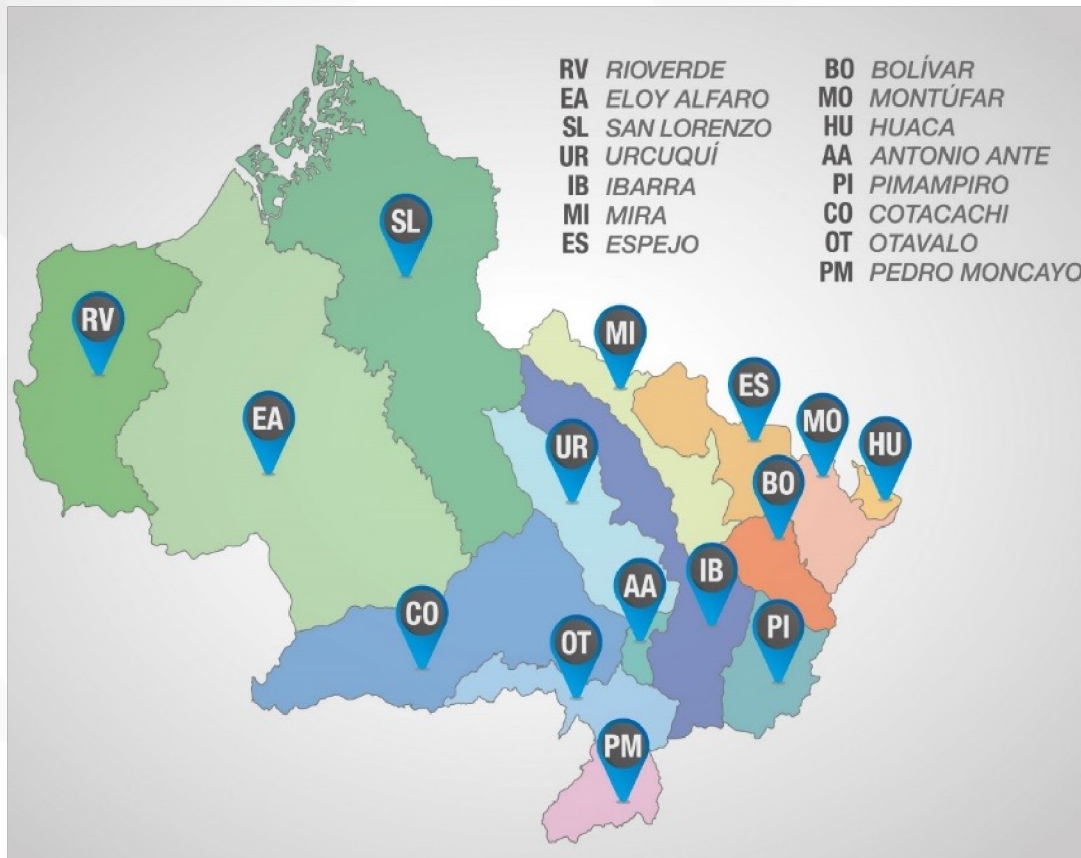 RV RIOVERDE
EA ELOY ALFARO
SL SAN LORENZO
UR URCUQUÍ
IB IBARRA
MI MIRA
ES ESPEJO
BO BOLÍVAR
MO MONTÚFAR
HU HUACA
AA ANTONIO ANTE
PI PIMAMPIRO
CO COTACACHI
OT OTAVALO
PM PEDRO MONCAYO
SL
RV
MI
EA
ES
UR
MO
HU
BO
AA
IB
CO
OT
PI
PM